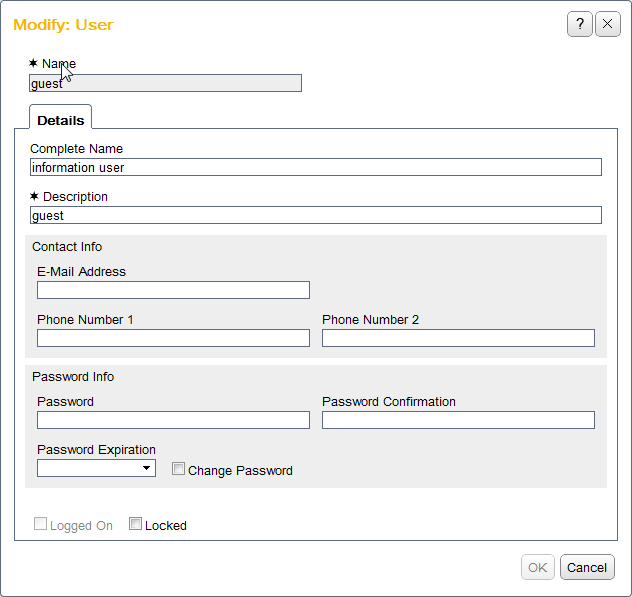 Modify: User
?
✶ Name
guest
Details
Complete Name
information user
✶ Description
guest
Contact Info
E-Mail Address
Phone Number 1 Phone Number 2
Password Info
Password Password Confirmation
Password Expiration
Change Password
Logged On Locked
OK Cancel